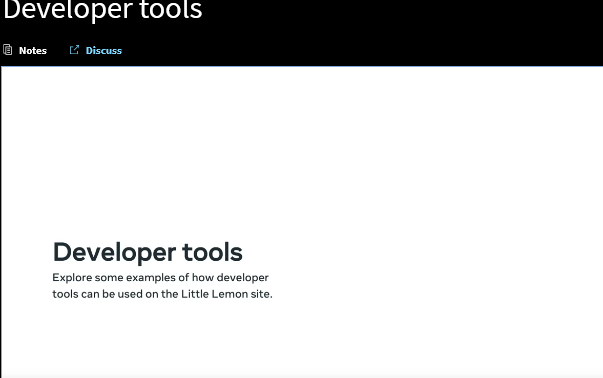 Developer tools
Notes
Discuss
Developer tools
Explore some examples of how developer
tools can be used on the Little Lemon site.